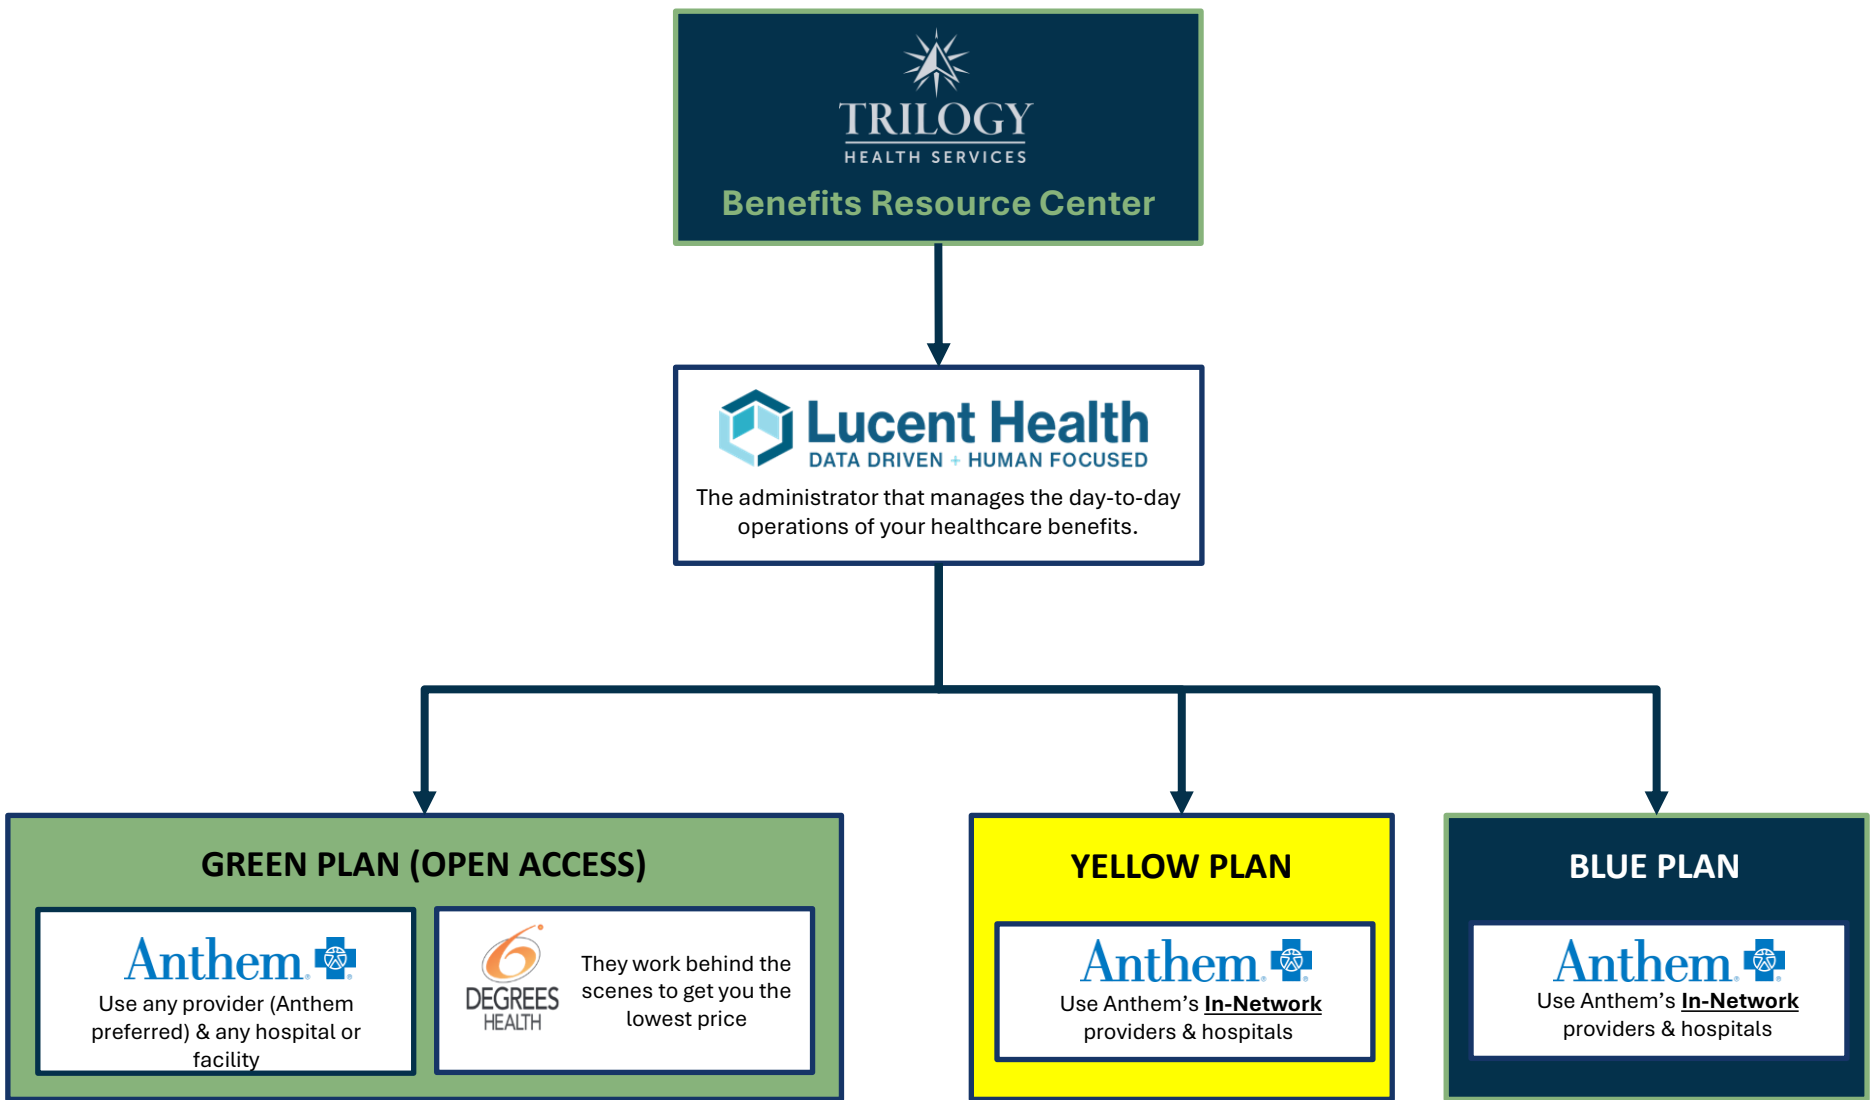 TRILOGY
HEALTH SERVICES
Benefits Resource Center
Lucent Health
DATA DRIVEN + HUMAN FOCUSED
The administrator that manages the day-to-day
operations of your healthcare benefits.
GREEN PLAN (OPEN ACCESS)
Anthem
Use any provider (Anthem
preferred) & any hospital or
facility
6
DEGREES
HEALTH
They work behind the
scenes to get you the
lowest price
YELLOW PLAN
Anthem
Use Anthem’s In-Network
providers & hospitals
BLUE PLAN
Anthem
Use Anthem’s In-Network
providers & hospitals